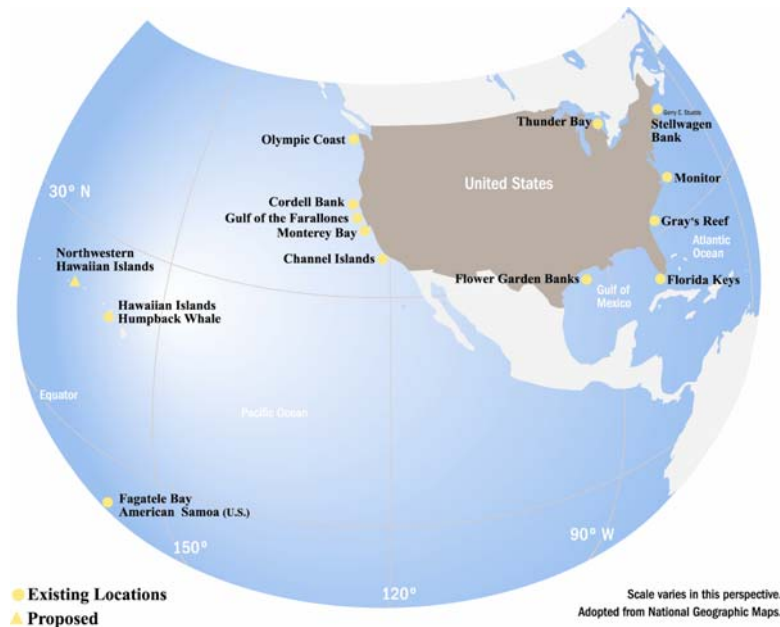 Olympic Coast
Thunder Bay
Gerry E. Studds
Stellwagen
Bank
United States
Monitor
30° N
Cordell Bank
Gulf of the Farallones
Monterey Bay
Gray's Reef
Atlantic
Ocean
Northwestern
Hawaiian Islands
Channel Islands
Flower Garden Banks
Gulf of
Mexico
Florida Keys
Hawaiian Islands
Humpback Whale
Equator
Pacific Ocean
Fagatele Bay
American Samoa (U.S.)
150°
90° W
120°
Existing Locations
Proposed
Scale varies in this perspective.
Adopted from National Geographic Maps.